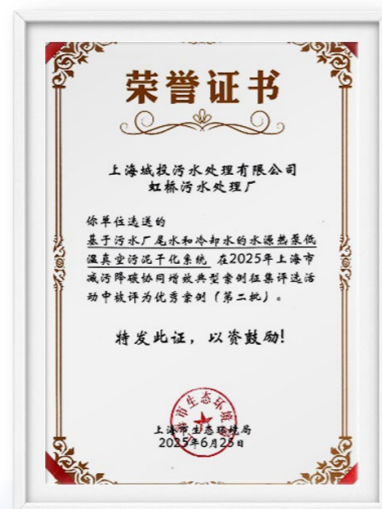 荣誉证书
上海城投污水处理有限公司
虹桥污水处理厂
你单位选送的
基于污水厂尾水和冷却水的水源热泵低
温真空污泥干化系统 在2025年上海市
减污降碳协同增效典型案例征集评选活
动中被评为优秀案例（第二批）。
特发此证，以资鼓励!
上海市生态环境局
2025年6月25日